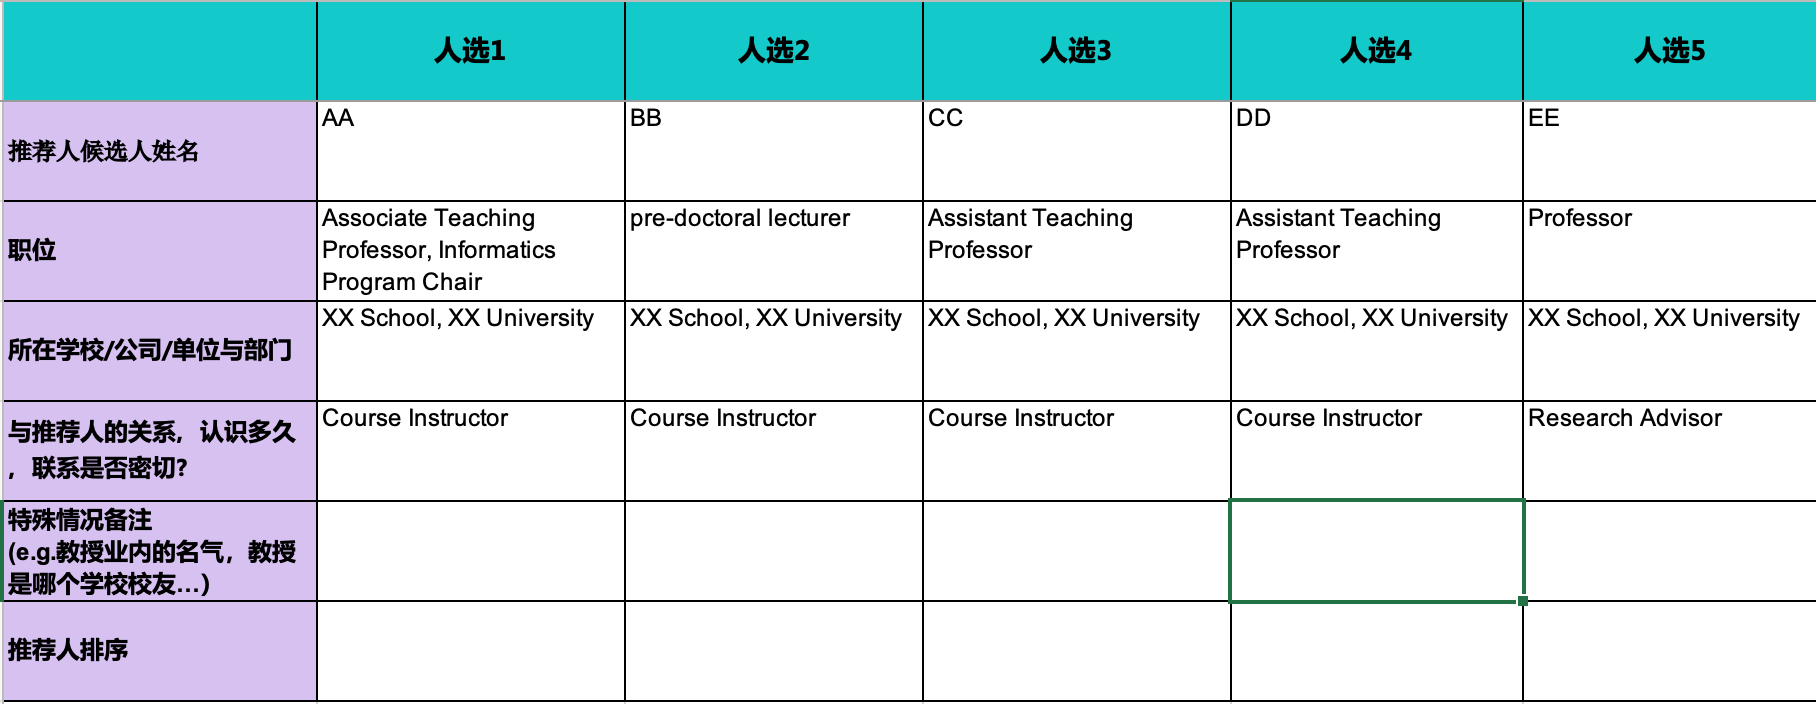 人选1 人选2 人选3 人选4 人选5
推荐人候选人姓名 AA BB CC DD EE
职位 Associate Teaching Professor, Informatics Program Chair pre-doctoral lecturer Assistant Teaching Professor Assistant Teaching Professor Professor
所在学校/公司/单位与部门 XX School, XX University XX School, XX University XX School, XX University XX School, XX University XX School, XX University
与推荐人的关系，认识多久
，联系是否密切? Course Instructor Course Instructor Course Instructor Course Instructor Research Advisor
特殊情况备注
(e.g.教授业内的名气，教授
是哪个学校校友...)
推荐人排序